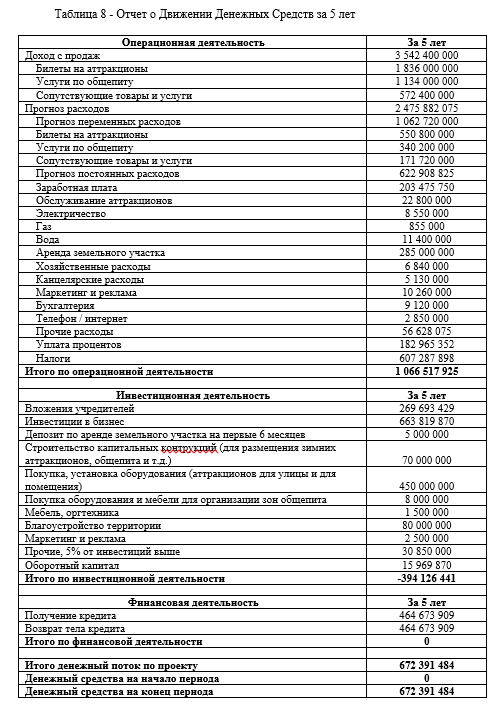 Таблица 8 - Отчет о Движении Денежных Средств за 5 лет
Операционная деятельность За 5 лет
Доход с продаж 3 542 400 000
Билеты на аттракционы 1 836 000 000
Услуги по общепиту 1 134 000 000
Сопутствующие товары и услуги 572 400 000
Прогноз расходов 2 475 882 075
Прогноз переменных расходов 1 062 720 000
Билеты на аттракционы 550 800 000
Услуги по общепиту 340 200 000
Сопутствующие товары и услуги 171 720 000
Прогноз постоянных расходов 622 908 825
Заработная плата 203 475 750
Обслуживание аттракционов 22 800 000
Электричество 8 550 000
Газ 855 000
Вода 11 400 000
Аренда земельного участка 285 000 000
Хозяйственные расходы 6 840 000
Канцелярские расходы 5 130 000
Маркетинг и реклама 10 260 000
Бухгалтерия 9 120 000
Телефон / интернет 2 850 000
Прочие расходы 56 628 075
Уплата процентов 182 965 352
Налоги 607 287 898
Итого по операционной деятельности 1 066 517 925
Инвестиционная деятельность За 5 лет
Вложения учредителей 269 693 429
Инвестиции в бизнес 663 819 870
Депозит по аренде земельного участка на первые 6 месяцев 5 000 000
Строительство капитальных контрукций (для размещения зимних
аттракционов, общепита и т.д.) 70 000 000
Покупка, установка оборудования (аттракционов для улицы и для
помещения) 450 000 000
Покупка оборудования и мебели для организации зон общепита 8 000 000
Мебель, оргтехника 1 500 000
Благоустройство территории 80 000 000
Маркетинг и реклама 2 500 000
Прочие, 5% от инвестиций выше 30 850 000
Оборотный капитал 15 969 870
Итого по инвестиционной деятельности -394 126 441
Финансовая деятельность За 5 лет
Получение кредита 464 673 909
Возврат тела кредита 464 673 909
Итого по финансовой деятельности 0
Итого денежный поток по проекту 672 391 484
Денежный средства на начало периода 0
Денежный средства на конец периода 672 391 484